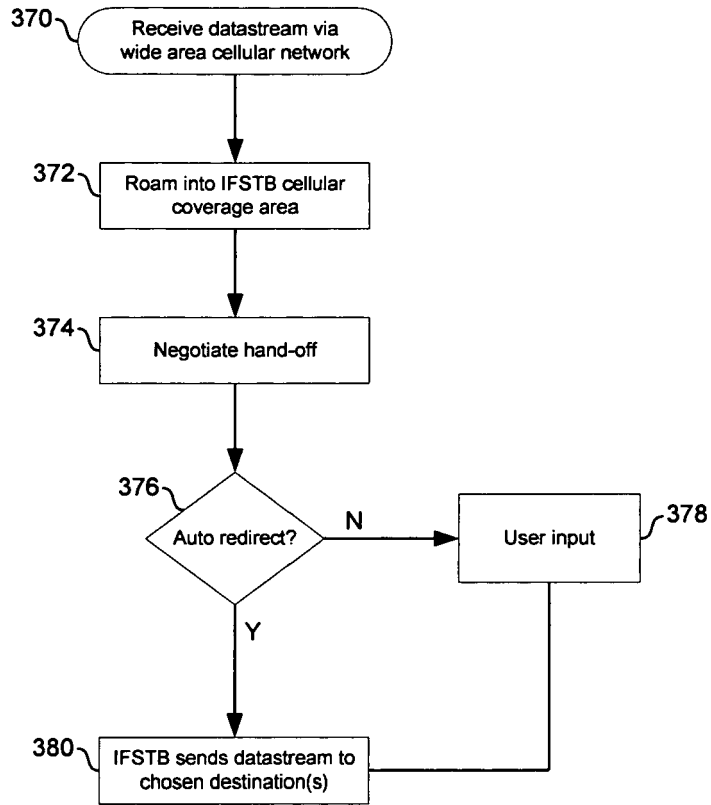 370
Receive datastream via
wide area cellular network
372
Roam into IFSTB cellular
coverage area
374
Negotiate hand-off
376
Auto redirect?
N
User input
378
Y
380
IFSTB sends datastream to
chosen destination(s)